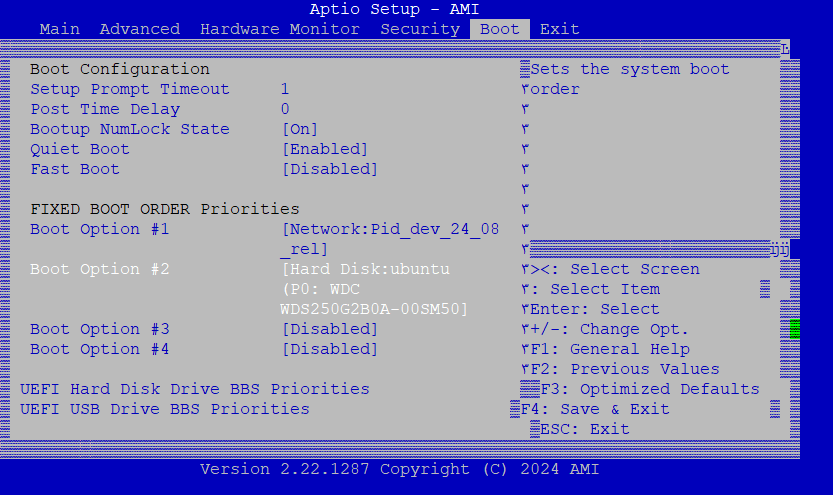 Aptio Setup - AMI
Main Advanced Hardware Monitor Security Boot Exit
Boot Configuration
Setup Prompt Timeout 1
Post Time Delay 0
Bootup NumLock State [On]
Quiet Boot [Enabled]
Fast Boot [Disabled]
FIXED BOOT ORDER Priorities
Boot Option #1 [Network:Pid_dev_24_08
_rel]
Boot Option #2 [Hard Disk:ubuntu
(P0: WDC
WDS250G2B0A-00SM50]
Boot Option #3 [Disabled]
Boot Option #4 [Disabled]
UEFI Hard Disk Drive BBS Priorities
UEFI USB Drive BBS Priorities
Sets the system boot
order
><: Select Screen
: Select Item
Enter: Select
+/-: Change Opt.
F1: General Help
F2: Previous Values
F3: Optimized Defaults
F4: Save & Exit
ESC: Exit
Version 2.22.1287 Copyright (C) 2024 AMI